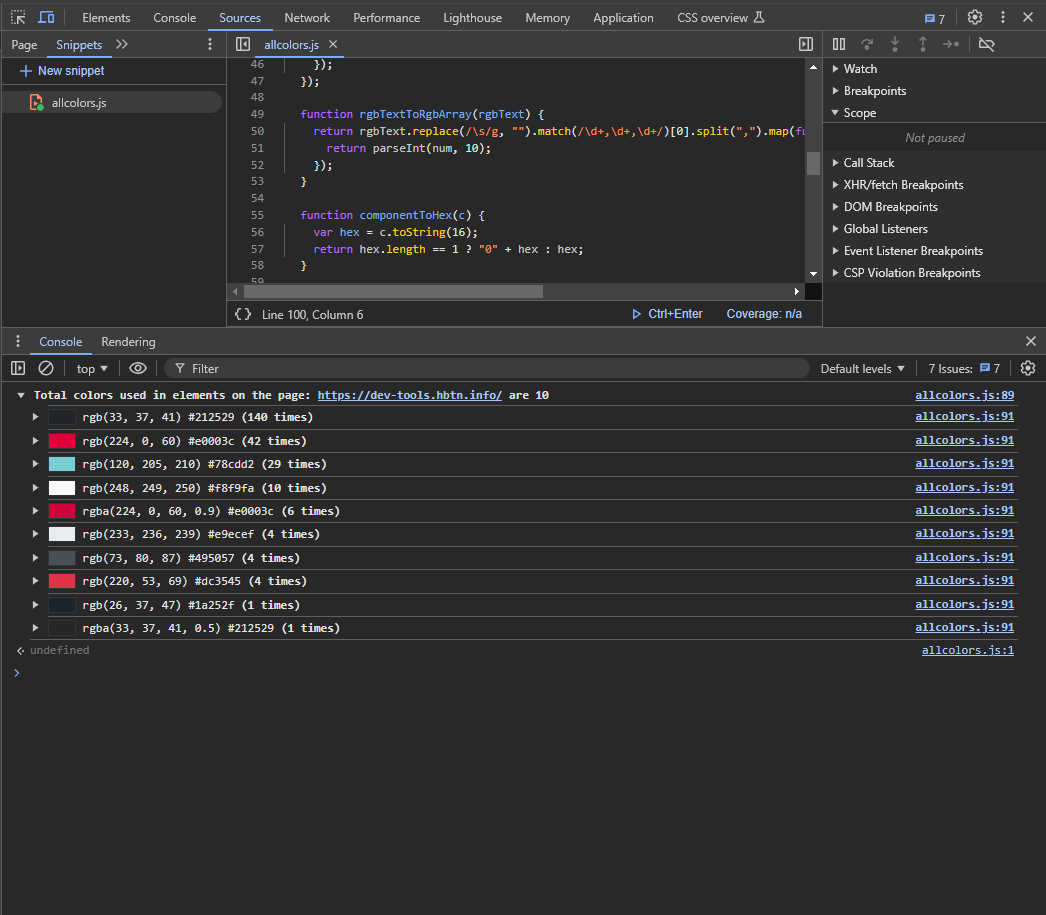 Elements Console Sources Network Performance Lighthouse Memory Application CSS overview 7
Page Snippets
allcolors.js
New snippet
allcolors.js
46 });
47 });
48
49 function rgbTextToRgbArray(rgbText) {
50 return rgbText.replace(/\s/g, "").match(/\d+,\d+,\d+/)[0].split(",").map(fu
51 return parseInt(num, 10);
52 });
53 }
54
55 function componentToHex(c) {
56 var hex = c.toString(16);
57 return hex.length == 1 ? "0" + hex : hex;
58 }
59
{} Line 100, Column 6 Ctrl+Enter Coverage: n/a
Watch
Breakpoints
Scope
Not paused
Call Stack
XHR/fetch Breakpoints
DOM Breakpoints
Global Listeners
Event Listener Breakpoints
CSP Violation Breakpoints
Console Rendering
top Filter Default levels 7 Issues: 7
Total colors used in elements on the page: https://dev-tools.hbtn.info/ are 10 allcolors.js:89
rgb(33, 37, 41) #212529 (140 times) allcolors.js:91
rgb(224, 0, 60) #e0003c (42 times) allcolors.js:91
rgb(120, 205, 210) #78cdd2 (29 times) allcolors.js:91
rgb(248, 249, 250) #f8f9fa (10 times) allcolors.js:91
rgba(224, 0, 60, 0.9) #e0003c (6 times) allcolors.js:91
rgb(233, 236, 239) #e9ecef (4 times) allcolors.js:91
rgb(73, 80, 87) #495057 (4 times) allcolors.js:91
rgb(220, 53, 69) #dc3545 (4 times) allcolors.js:91
rgb(26, 37, 47) #1a252f (1 times) allcolors.js:91
rgba(33, 37, 41, 0.5) #212529 (1 times) allcolors.js:91
undefined allcolors.js:1